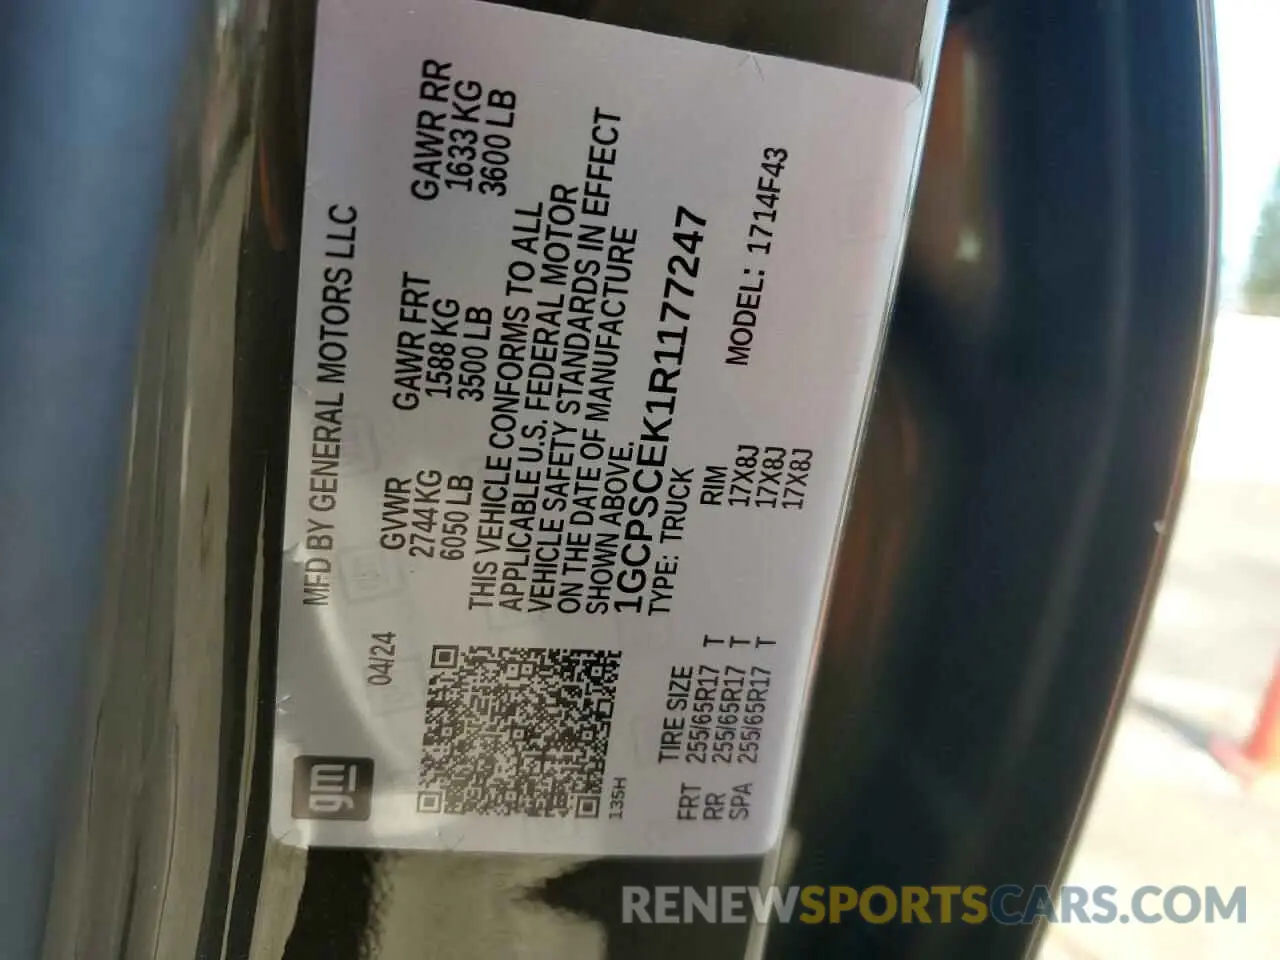 gm
MFD BY GENERAL MOTORS LLC
04/24
GVWR GAWR FRT GAWR RR
2744 KG 1588 KG 1633 KG
6050 LB 3500 LB 3600 LB
THIS VEHICLE CONFORMS TO ALL
APPLICABLE U.S. FEDERAL MOTOR
VEHICLE SAFETY STANDARDS IN EFFECT
ON THE DATE OF MANUFACTURE
SHOWN ABOVE.
1GCPSCEK1R1177247
TYPE: TRUCK
MODEL: 1714F43
135H
TIRE SIZE RIM
FRT 255/65R17 T 17X8J
RR 255/65R17 T 17X8J
SPA 255/65R17 T 17X8J
RENEWSPORTSCARS.COM